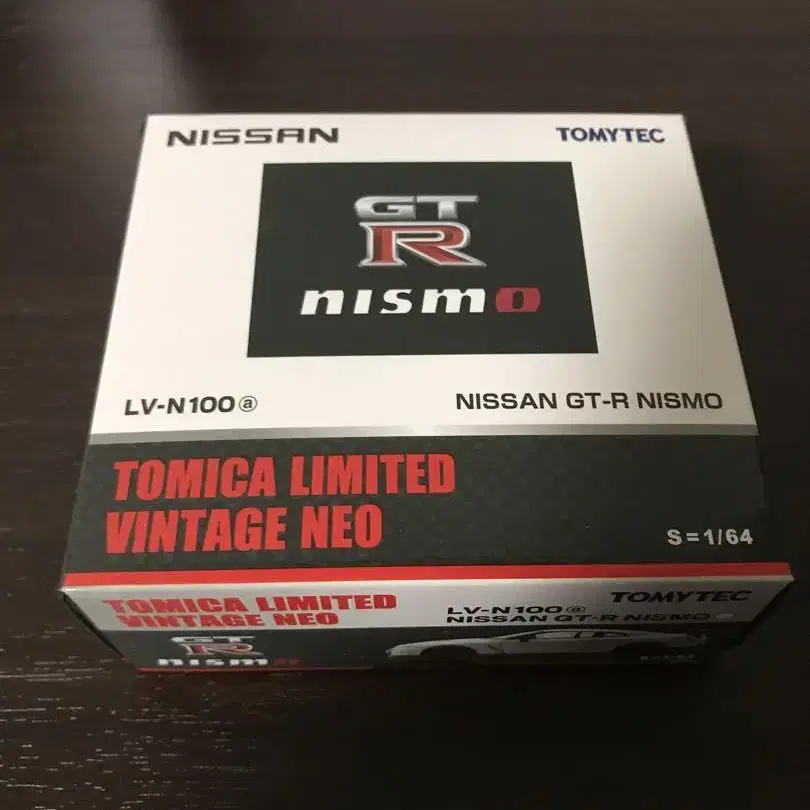 NISSAN
TOMYTEC
GT
R
nismo
LV-N100ⓐ
NISSAN GT-R NISMO
TOMICA LIMITED
VINTAGE NEO
S=1/64
TOMICA LIMITED
VINTAGE NEO
LV-N100ⓐ
TOMYTEC
NISSAN GT-R NISMO
GT
R
nismo